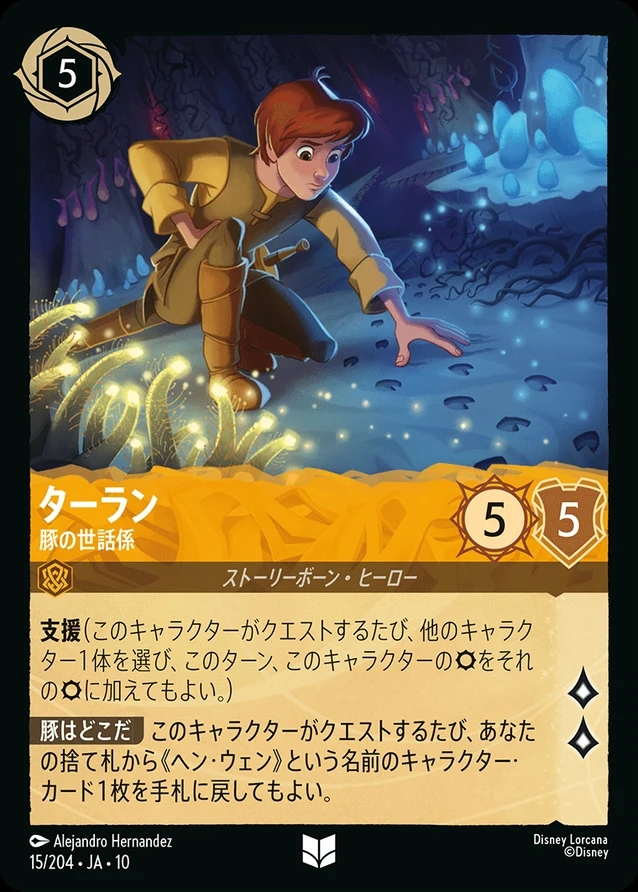 5
ターラン
豚の世話係
5
5
ストーリーボーン・ヒーロー
支援(このキャラクターがクエストするたび、他のキャラク
ター1体を選び、このターン、このキャラクターの をそれ
の に加えてもよい。)
豚はどこだ このキャラクターがクエストするたび、あなた
の捨て札から《ヘン・ウェン》という名前のキャラクター・
カード1枚を手札に戻してもよい。
Alejandro Hernandez
15/204・JA・10
Disney Lorcana
©Disney